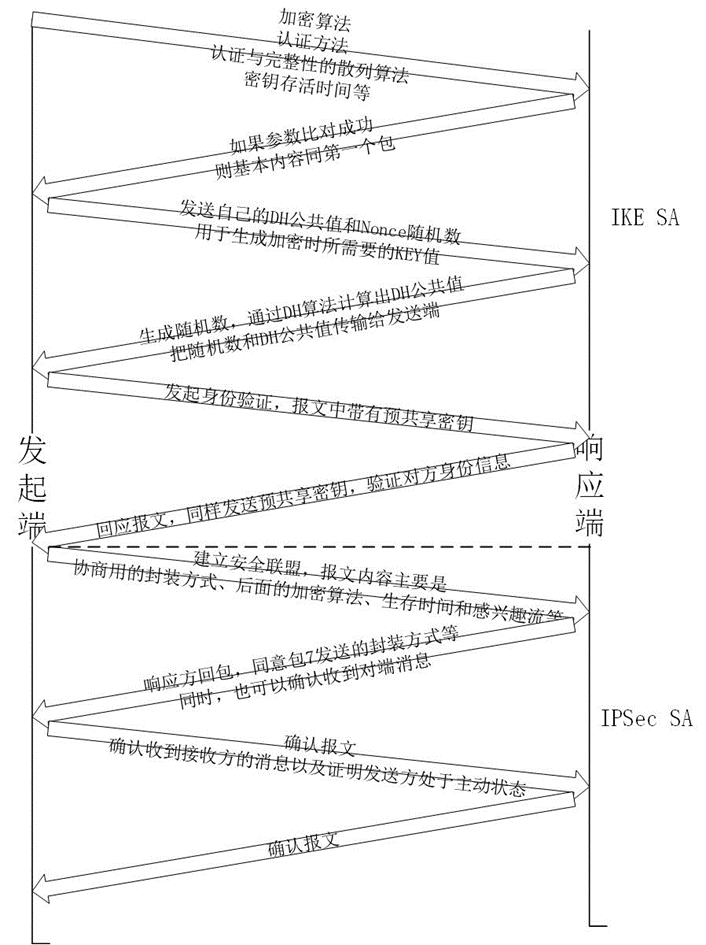 加密算法
认证方法
认证与完整性的散列算法
密钥存活时间等
如果参数比对成功
则基本内容同第一个包
IKE SA
发送自己的DH公共值和Nonce随机数
用于生成加密时所需要的KEY值
生成随机数，通过DH算法计算出DH公共值
把随机数和DH公共值传输给发送端
发起身份验证，报文中带有预共享密钥
发起端
响应端
回应报文，同样发送预共享密钥，验证对方身份信息
建立安全联盟，报文内容主要是
协商用的封装方式、后面的加密算法、生存时间和感兴趣流等
响应方回包，同意包7发送的封装方式等
同时，也可以确认收到对端消息
IPSec SA
确认报文
确认收到接收方的消息以及证明发送方处于主动状态
确认报文